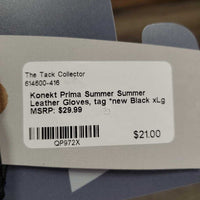 The Tack Collector
614600-416
Konekt Prima Summer Summer
Leather Gloves, tag *new Black xLg
MSRP: $29.99
$21.00
QP972X